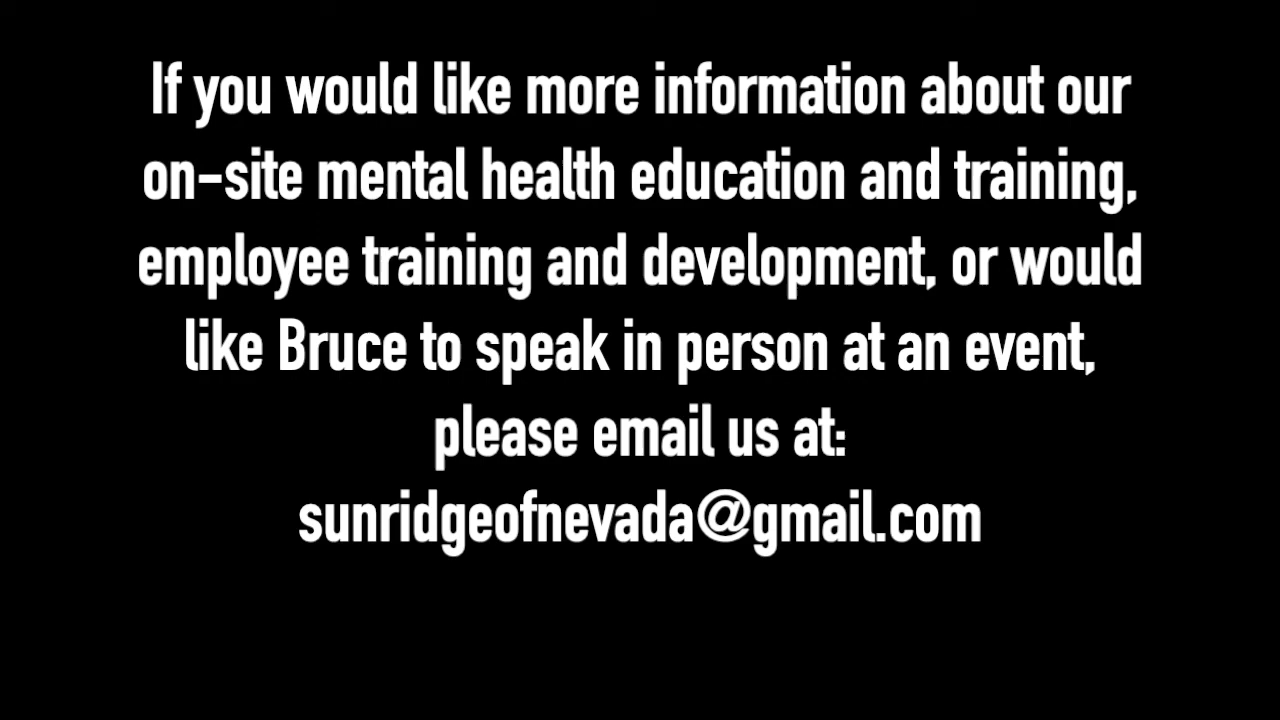 If you would like more information about our
on-site mental health education and training,
employee training and development, or would
like Bruce to speak in person at an event,
please email us at:
sunridgeofnevada@gmail.com